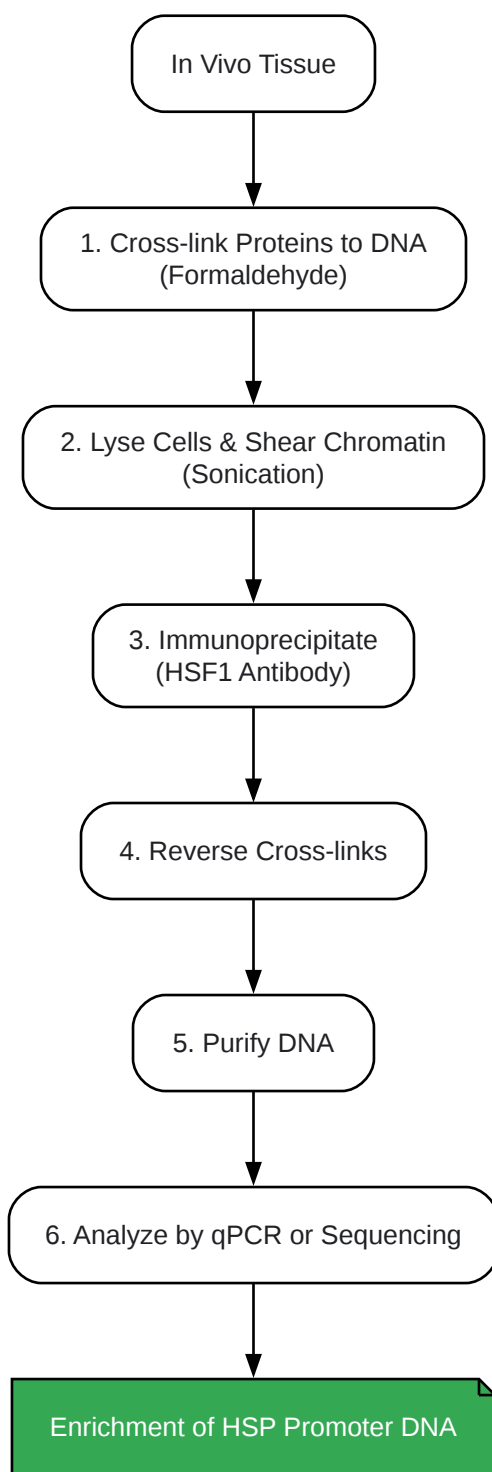 In Vivo Tissue
1. Cross-link Proteins to DNA
(Formaldehyde)
2. Lyse Cells & Shear Chromatin
(Sonication)
3. Immunoprecipitate
(HSF1 Antibody)
4. Reverse Cross-links
5. Purify DNA
6. Analyze by qPCR or Sequencing
Enrichment of HSP Promoter DNA